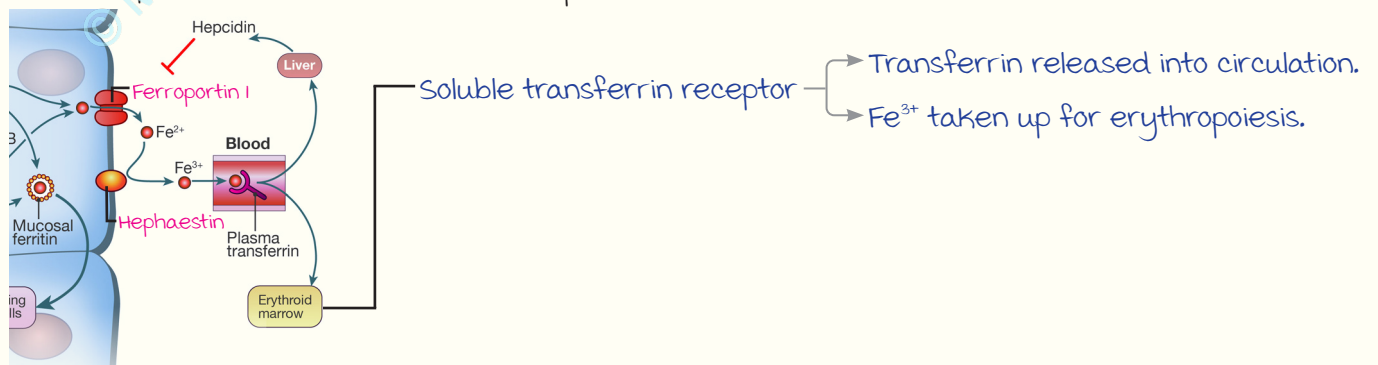 Hepcidin
Liver
Ferroportin 1
Soluble transferrin receptor
Transferrin released into circulation.
Fe³⁺ taken up for erythropoiesis.
Fe²⁺
Blood
Fe³⁺
Mucosal
ferritin
Hephaestin
Plasma
transferrin
Erythroid
marrow